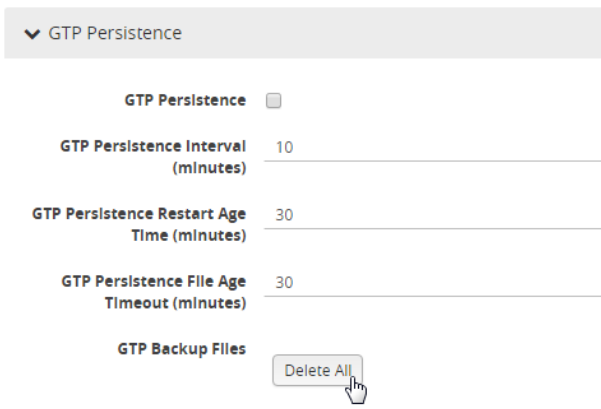 GTP Persistence
GTP Persistence
GTP Persistence Interval
(minutes)
10
GTP Persistence Restart Age
Time (minutes)
30
GTP Persistence File Age
Timeout (minutes)
30
GTP Backup Files
Delete All